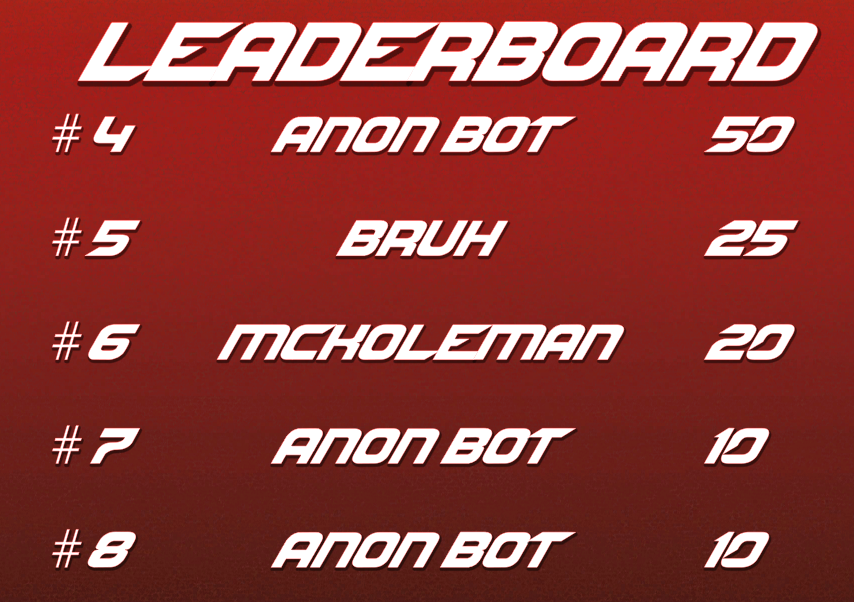 LEADERBOARD
#4 ANON BOT 50
#5 BRUH 25
#6 MCKOLEMAN 20
#7 ANON BOT 10
#8 ANON BOT 10